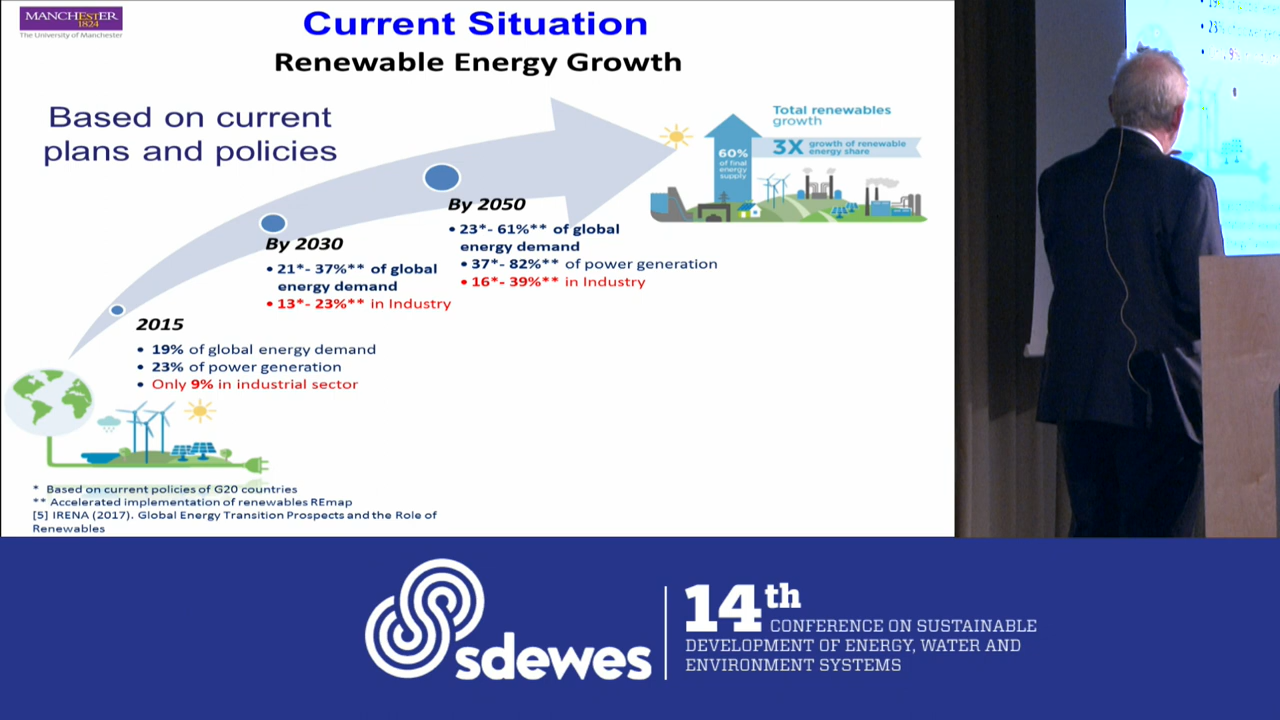 MANCHEStER
1824
The University of Manchester
Current Situation
Renewable Energy Growth
Based on current
plans and policies
Total renewables
growth
3X growth of renewable
energy share
60%
of final
energy
supply
By 2050
• 23*- 61%** of global
energy demand
• 37*- 82%** of power generation
• 16*- 39%** in Industry
By 2030
• 21*- 37%** of global
energy demand
• 13*- 23%** in Industry
2015
• 19% of global energy demand
• 23% of power generation
• Only 9% in industrial sector
* Based on current policies of G20 countries
** Accelerated implementation of renewables REmap
[5] IRENA (2017). Global Energy Transition Prospects and the Role of
Renewables
sdewes
14th
CONFERENCE ON SUSTAINABLE
DEVELOPMENT OF ENERGY, WATER AND
ENVIRONMENT SYSTEMS